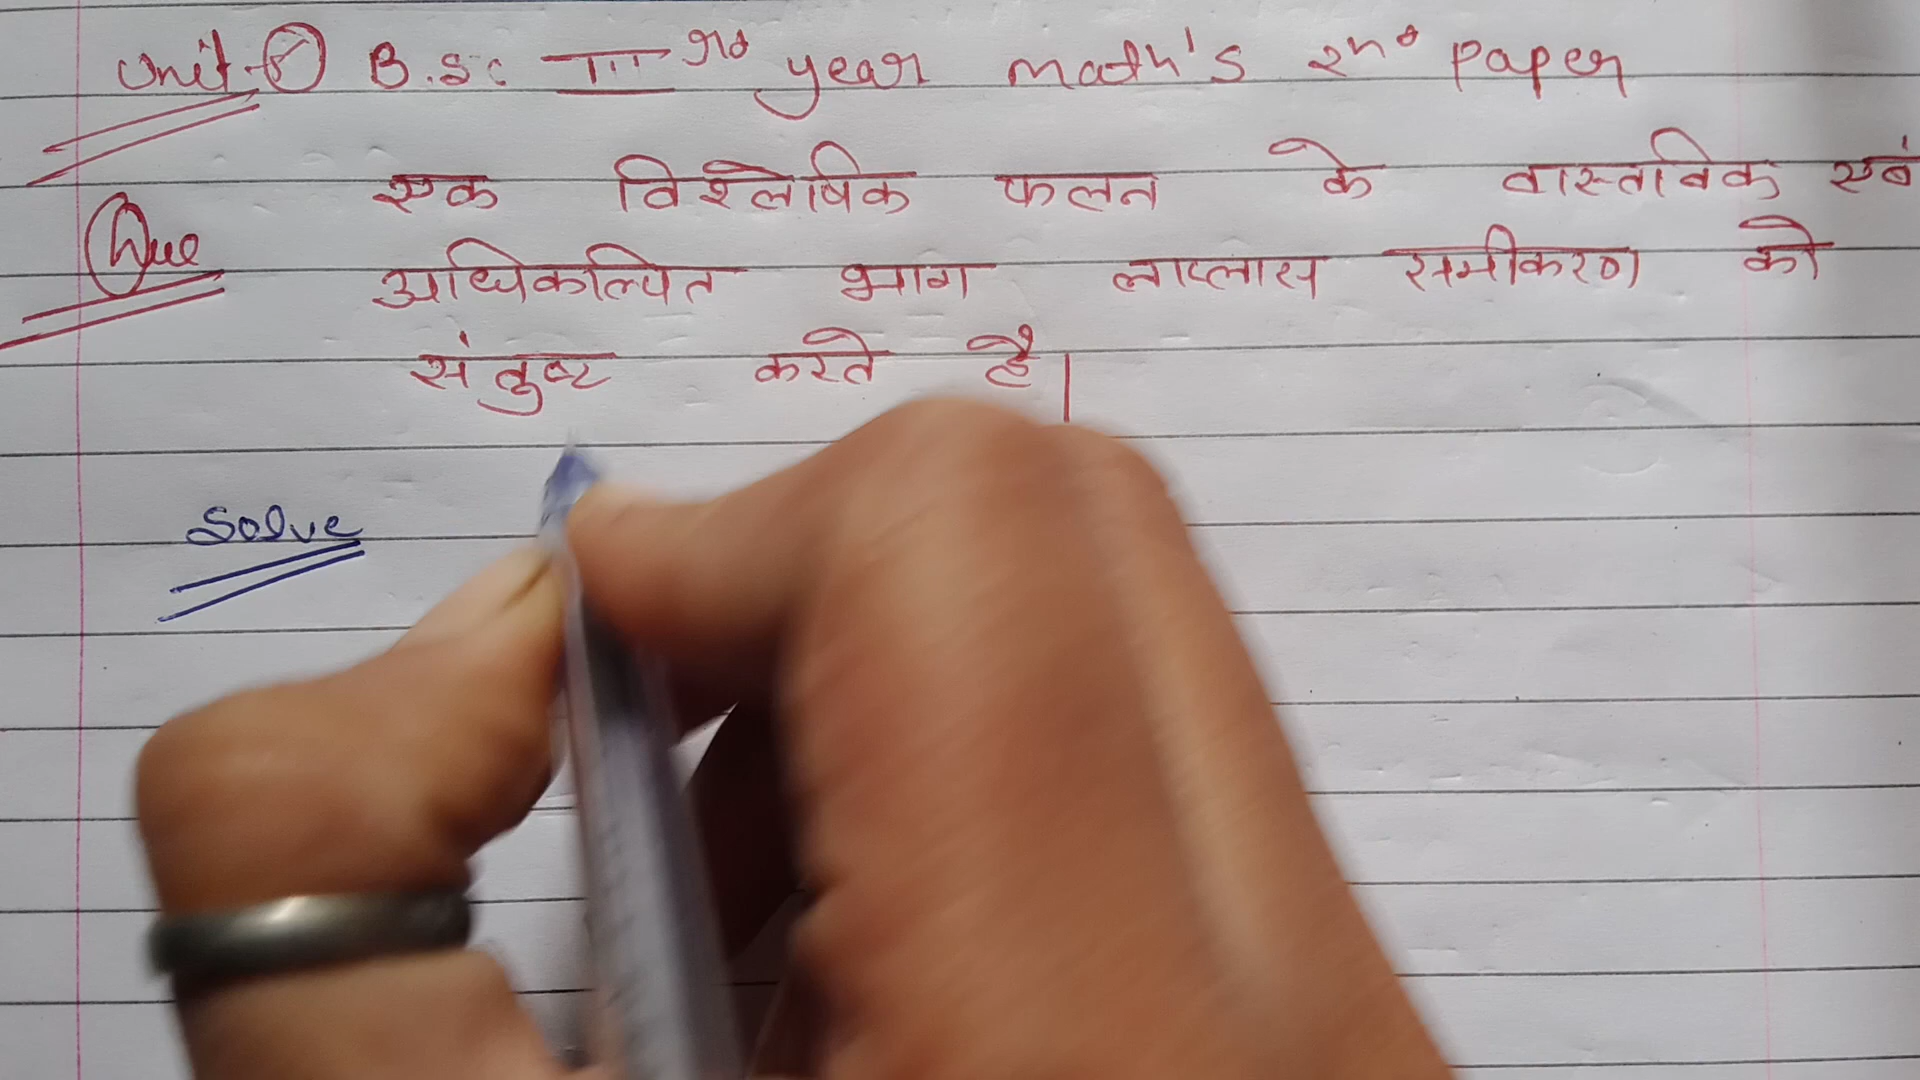 Unit-5 B.Sc III rd year math's 2nd Paper
एक विश्लेषिक फलन के वास्तविक एवं
Que अधिकल्पित भाग लाप्लास समीकरण को
संतुष्ट करते है।
Solve